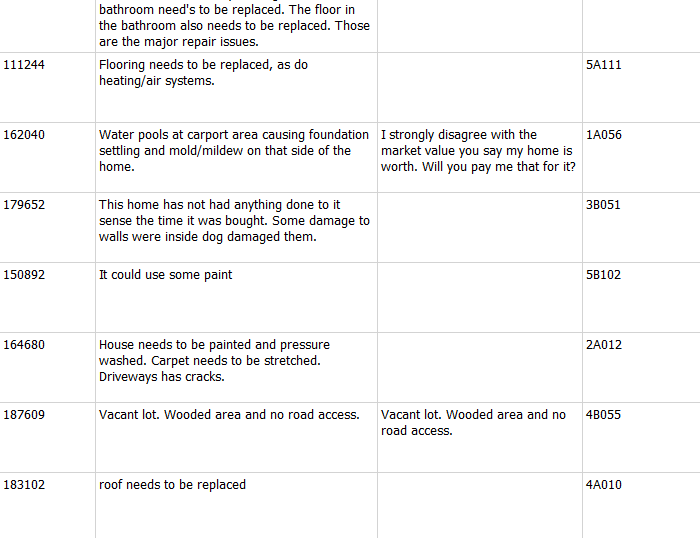 bathroom need's to be replaced. The floor in
the bathroom also needs to be replaced. Those
are the major repair issues.
111244
Flooring needs to be replaced, as do
heating/air systems.
5A111
162040
Water pools at carport area causing foundation
settling and mold/mildew on that side of the
home.
I strongly disagree with the
market value you say my home is
worth. Will you pay me that for it?
1A056
179652
This home has not had anything done to it
sense the time it was bought. Some damage to
walls were inside dog damaged them.
3B051
150892
It could use some paint
5B102
164680
House needs to be painted and pressure
washed. Carpet needs to be stretched.
Driveways has cracks.
2A012
187609
Vacant lot. Wooded area and no road access.
Vacant lot. Wooded area and no
road access.
4B055
183102
roof needs to be replaced
4A010